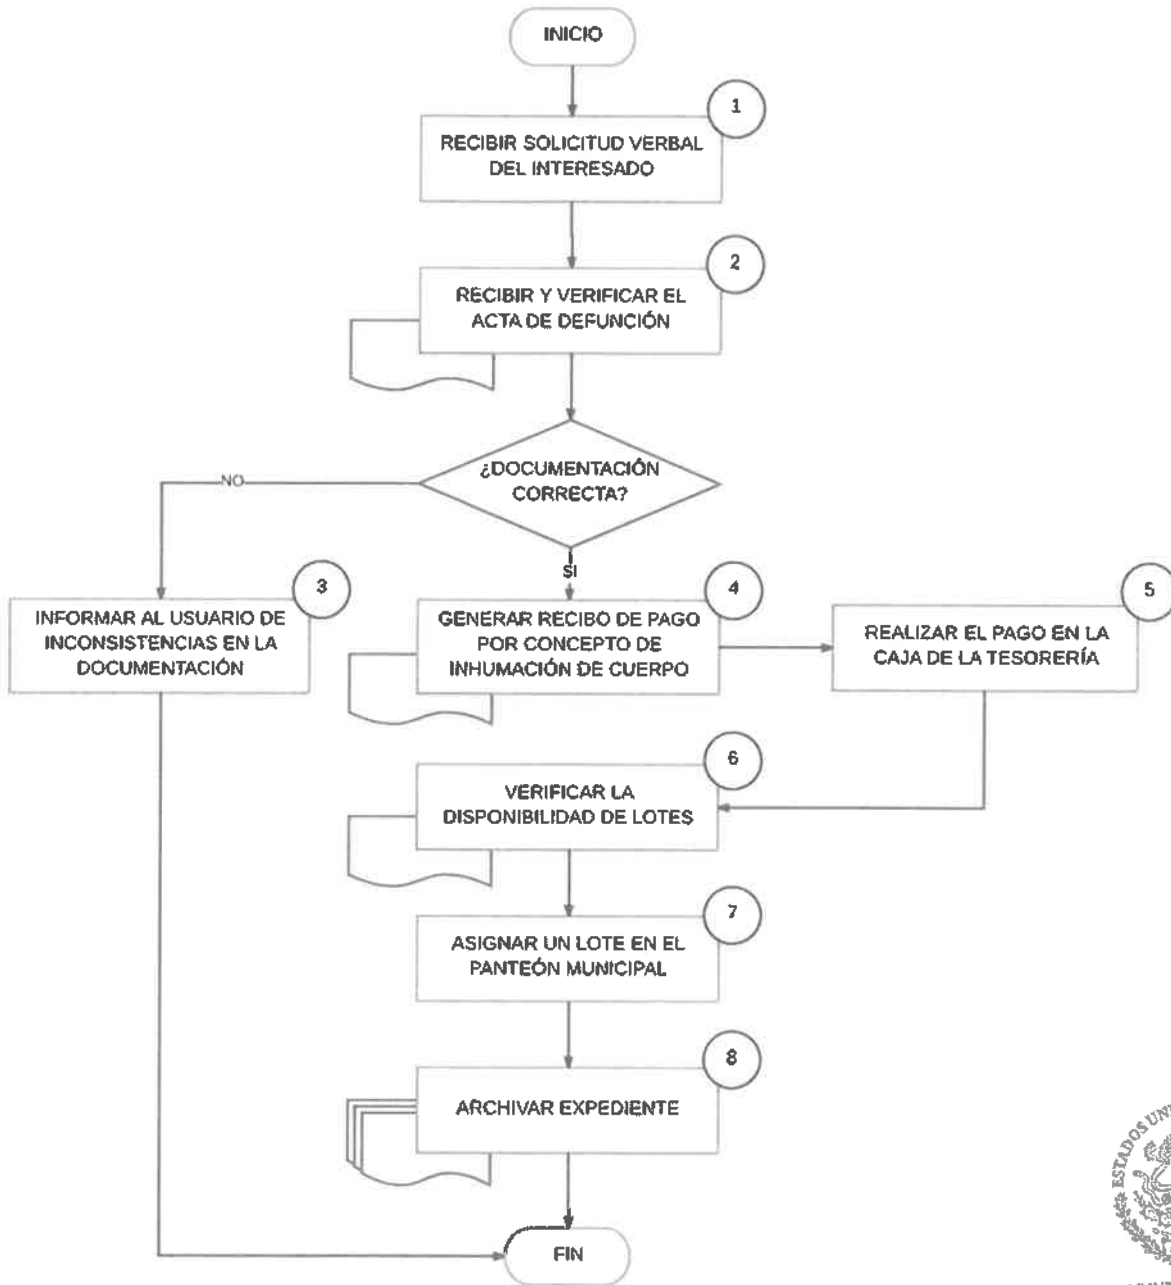 INICIO
1
RECIBIR SOLICITUD VERBAL
DEL INTERESADO
2
RECIBIR Y VERIFICAR EL
ACTA DE DEFUNCIÓN
¿DOCUMENTACIÓN
CORRECTA?
NO
SI
3
INFORMAR AL USUARIO DE
INCONSISTENCIAS EN LA
DOCUMENTACIÓN
4
GENERAR RECIBO DE PAGO
POR CONCEPTO DE
INHUMACIÓN DE CUERPO
5
REALIZAR EL PAGO EN LA
CAJA DE LA TESORERÍA
6
VERIFICAR LA
DISPONIBILIDAD DE LOTES
7
ASIGNAR UN LOTE EN EL
PANTEÓN MUNICIPAL
8
ARCHIVAR EXPEDIENTE
FIN
ESTADOS